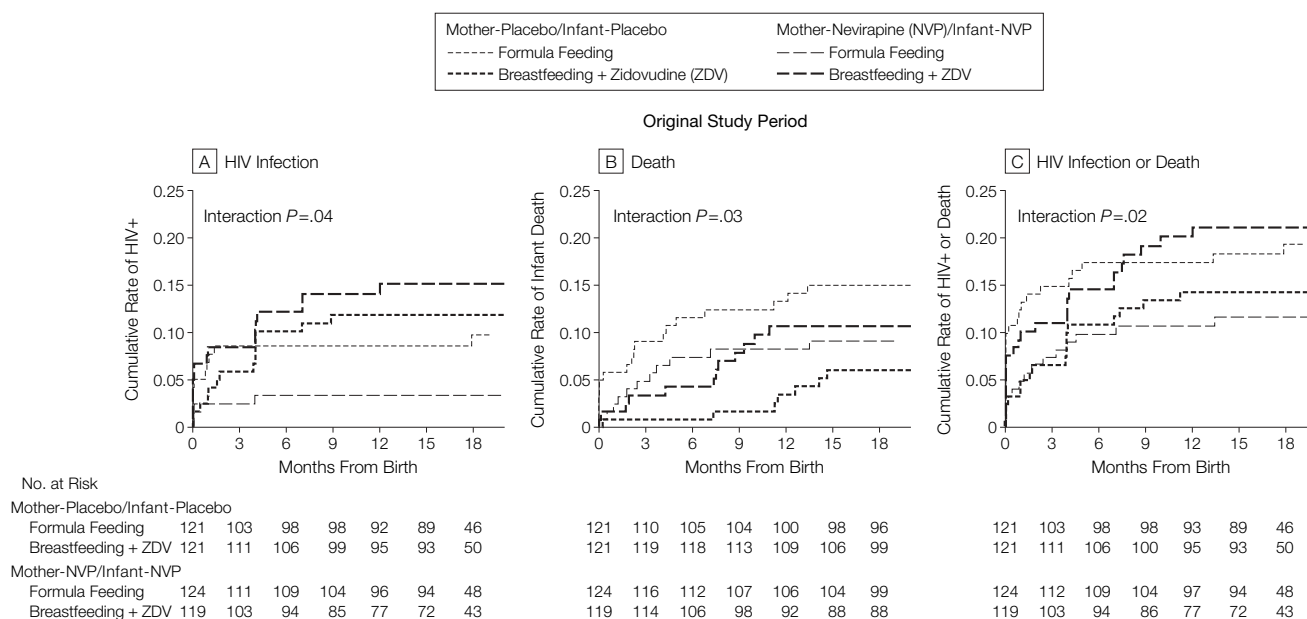 Mother-Placebo/Infant-Placebo Mother-Nevirapine (NVP)/Infant-NVP
Formula Feeding Formula Feeding
Breastfeeding + Zidovudine (ZDV) Breastfeeding + ZDV
Original Study Period
A HIV Infection
Interaction P=.04
Cumulative Rate of HIV+
0.25
0.20
0.15
0.10
0.05
0
0 3 6 9 12 15 18
Months From Birth
B Death
Interaction P=.03
Cumulative Rate of Infant Death
0.25
0.20
0.15
0.10
0.05
0
0 3 6 9 12 15 18
Months From Birth
C HIV Infection or Death
Interaction P=.02
Cumulative Rate of HIV+ or Death
0.25
0.20
0.15
0.10
0.05
0
0 3 6 9 12 15 18
Months From Birth
No. at Risk
Mother-Placebo/Infant-Placebo
Formula Feeding 121 103 98 98 92 89 46 121 110 105 104 100 98 96 121 103 98 98 93 89 46
Breastfeeding + ZDV 121 111 106 99 95 93 50 121 119 118 113 109 106 99 121 111 106 100 95 93 50
Mother-NVP/Infant-NVP
Formula Feeding 124 111 109 104 96 94 48 124 116 112 107 106 104 99 124 112 109 104 97 94 48
Breastfeeding + ZDV 119 103 94 85 77 72 43 119 114 106 98 92 88 88 119 103 94 86 77 72 43